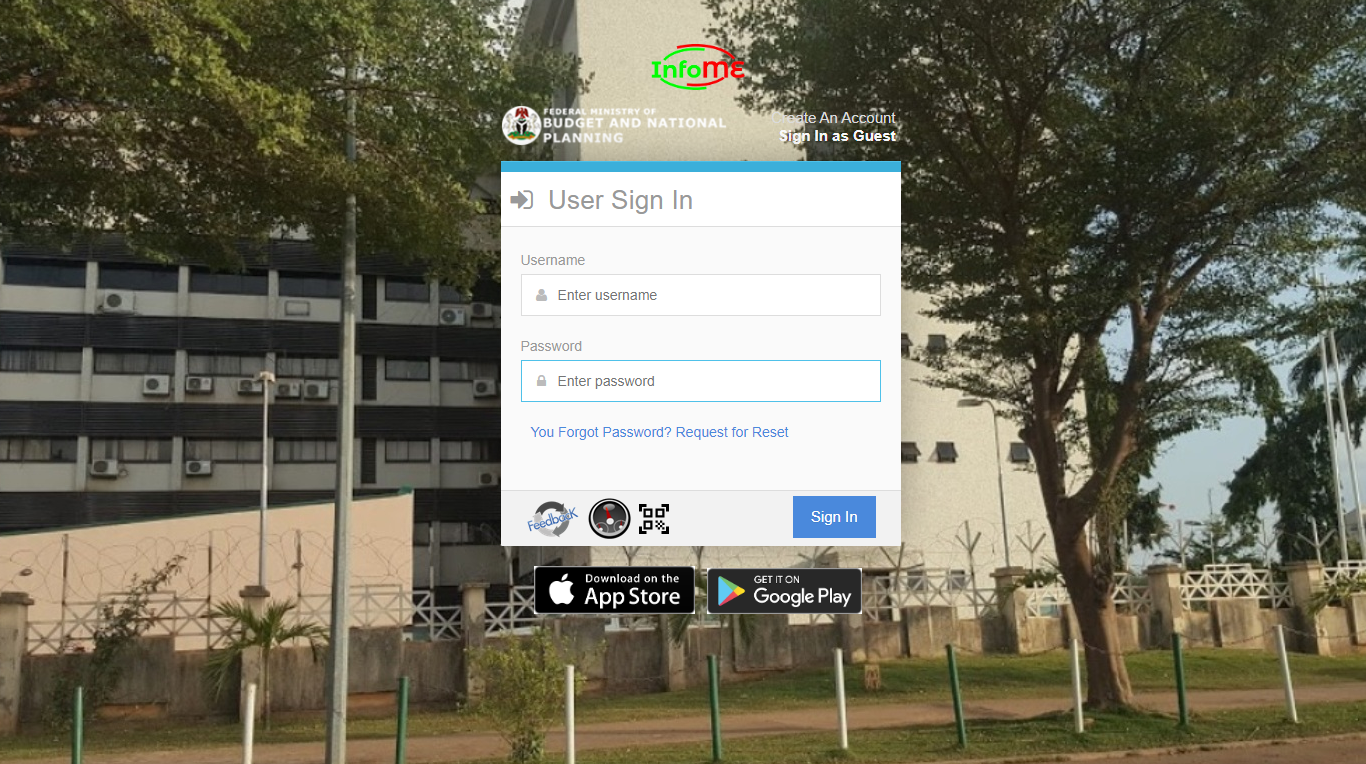 InfoME
FEDERAL MINISTRY OF
BUDGET AND NATIONAL
PLANNING
Create An Account
Sign In as Guest
User Sign In
Username
Enter username
Password
Enter password
You Forgot Password? Request for Reset
Feedback
Sign In
Download on the
App Store
GET IT ON
Google Play